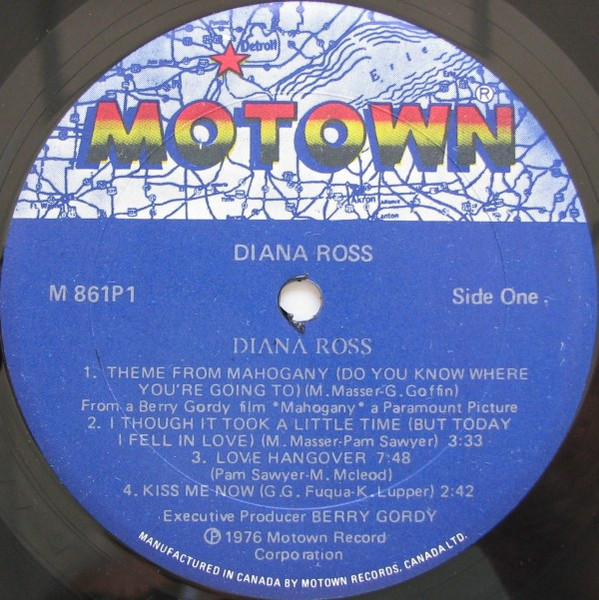 Detroit
Erie
MOTOWN®
Akron
Canton
DIANA ROSS
M 861P1
Side One
DIANA ROSS
1. THEME FROM MAHOGANY (DO YOU KNOW WHERE
YOU'RE GOING TO) (M. Masser-G. Goffin)
From a Berry Gordy film "Mahogany" a Paramount Picture
2. I THOUGH IT TOOK A LITTLE TIME (BUT TODAY
I FELL IN LOVE) (M. Masser-Pam Sawyer) 3:33
3. LOVE HANGOVER 7:48
(Pam Sawyer-M. Mcleod)
4. KISS ME NOW (G.G. Fuqua-K. Lupper) 2:42
Executive Producer BERRY GORDY
℗ 1976 Motown Record
Corporation
MANUFACTURED IN CANADA BY MOTOWN RECORDS, CANADA LTD.